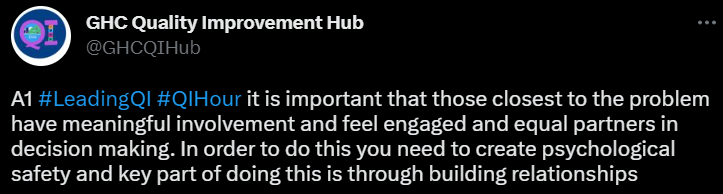 QI
GHC Quality Improvement Hub
@GHCQIHub
A1 #LeadingQI #QIHour it is important that those closest to the problem
have meaningful involvement and feel engaged and equal partners in
decision making. In order to do this you need to create psychological
safety and key part of doing this is through building relationships